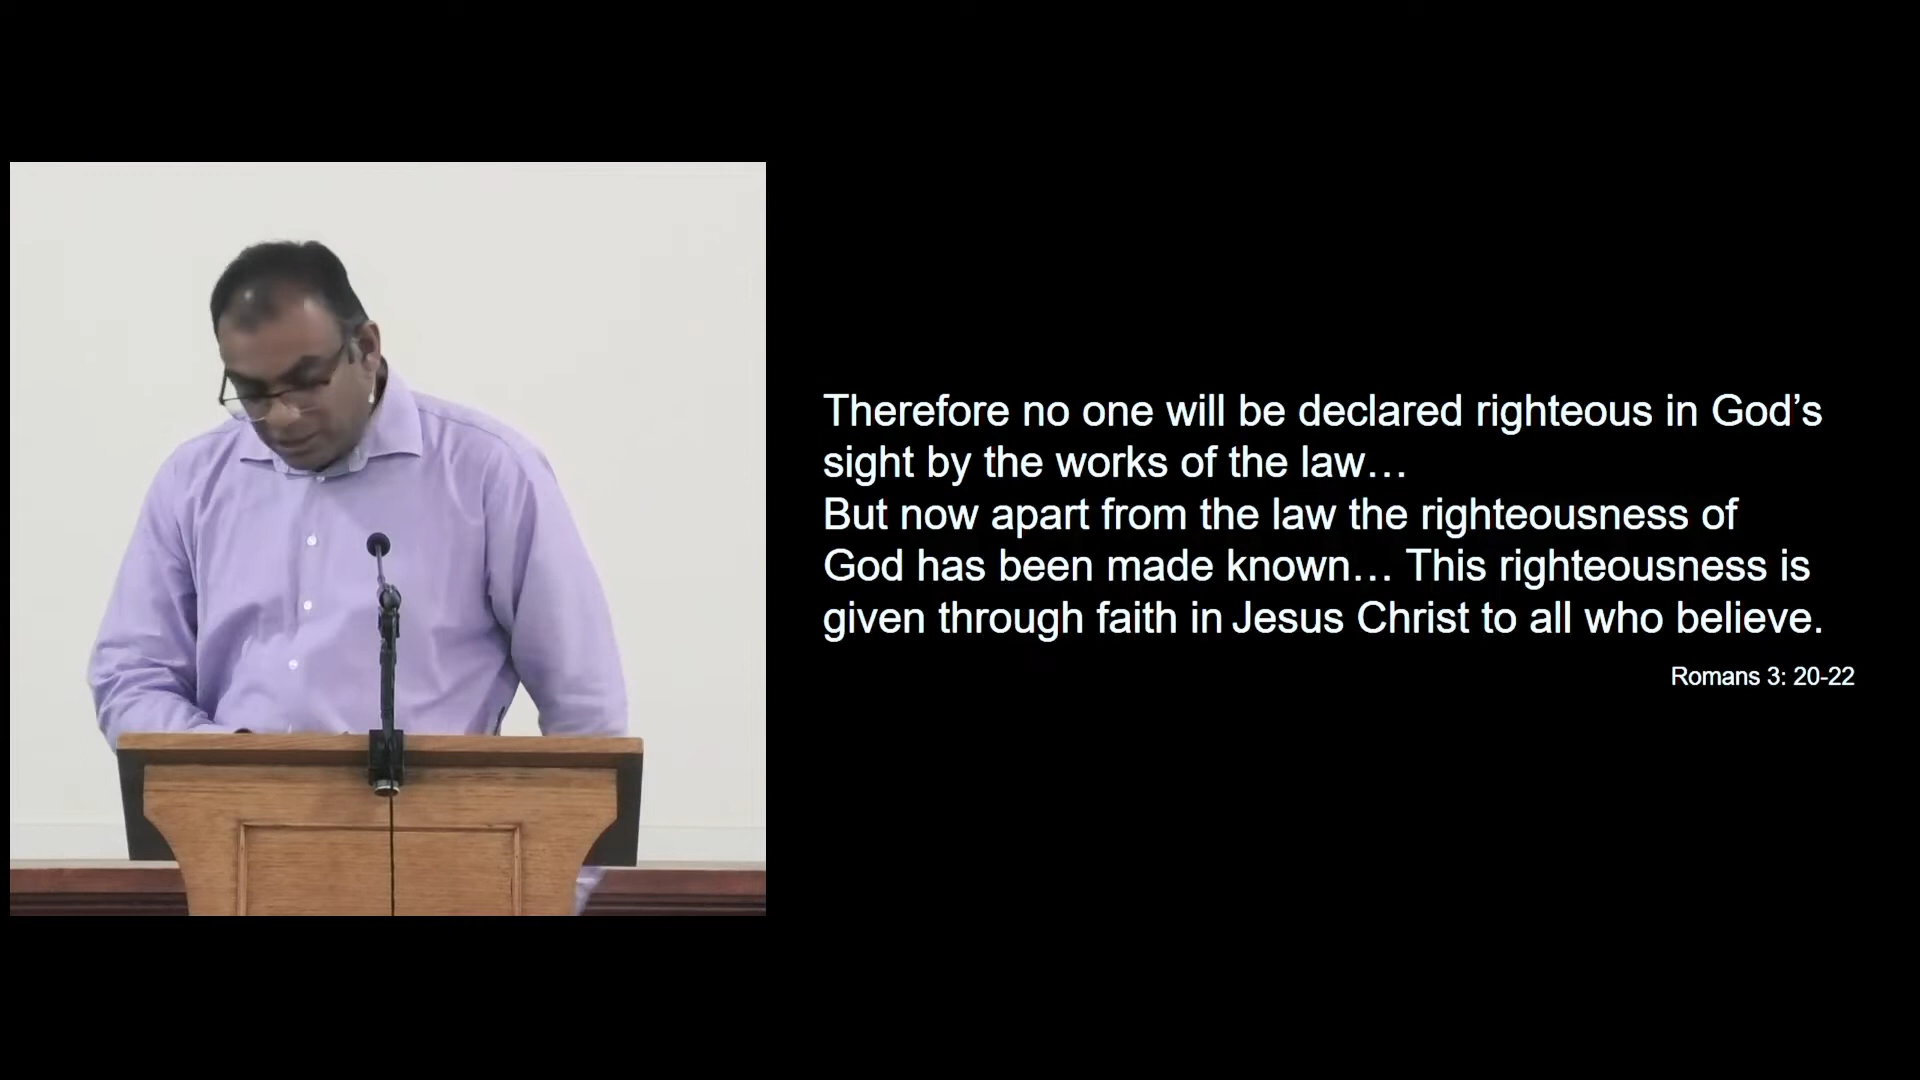 Therefore no one will be declared righteous in God’s
sight by the works of the law…
But now apart from the law the righteousness of
God has been made known… This righteousness is
given through faith in Jesus Christ to all who believe.
Romans 3: 20-22